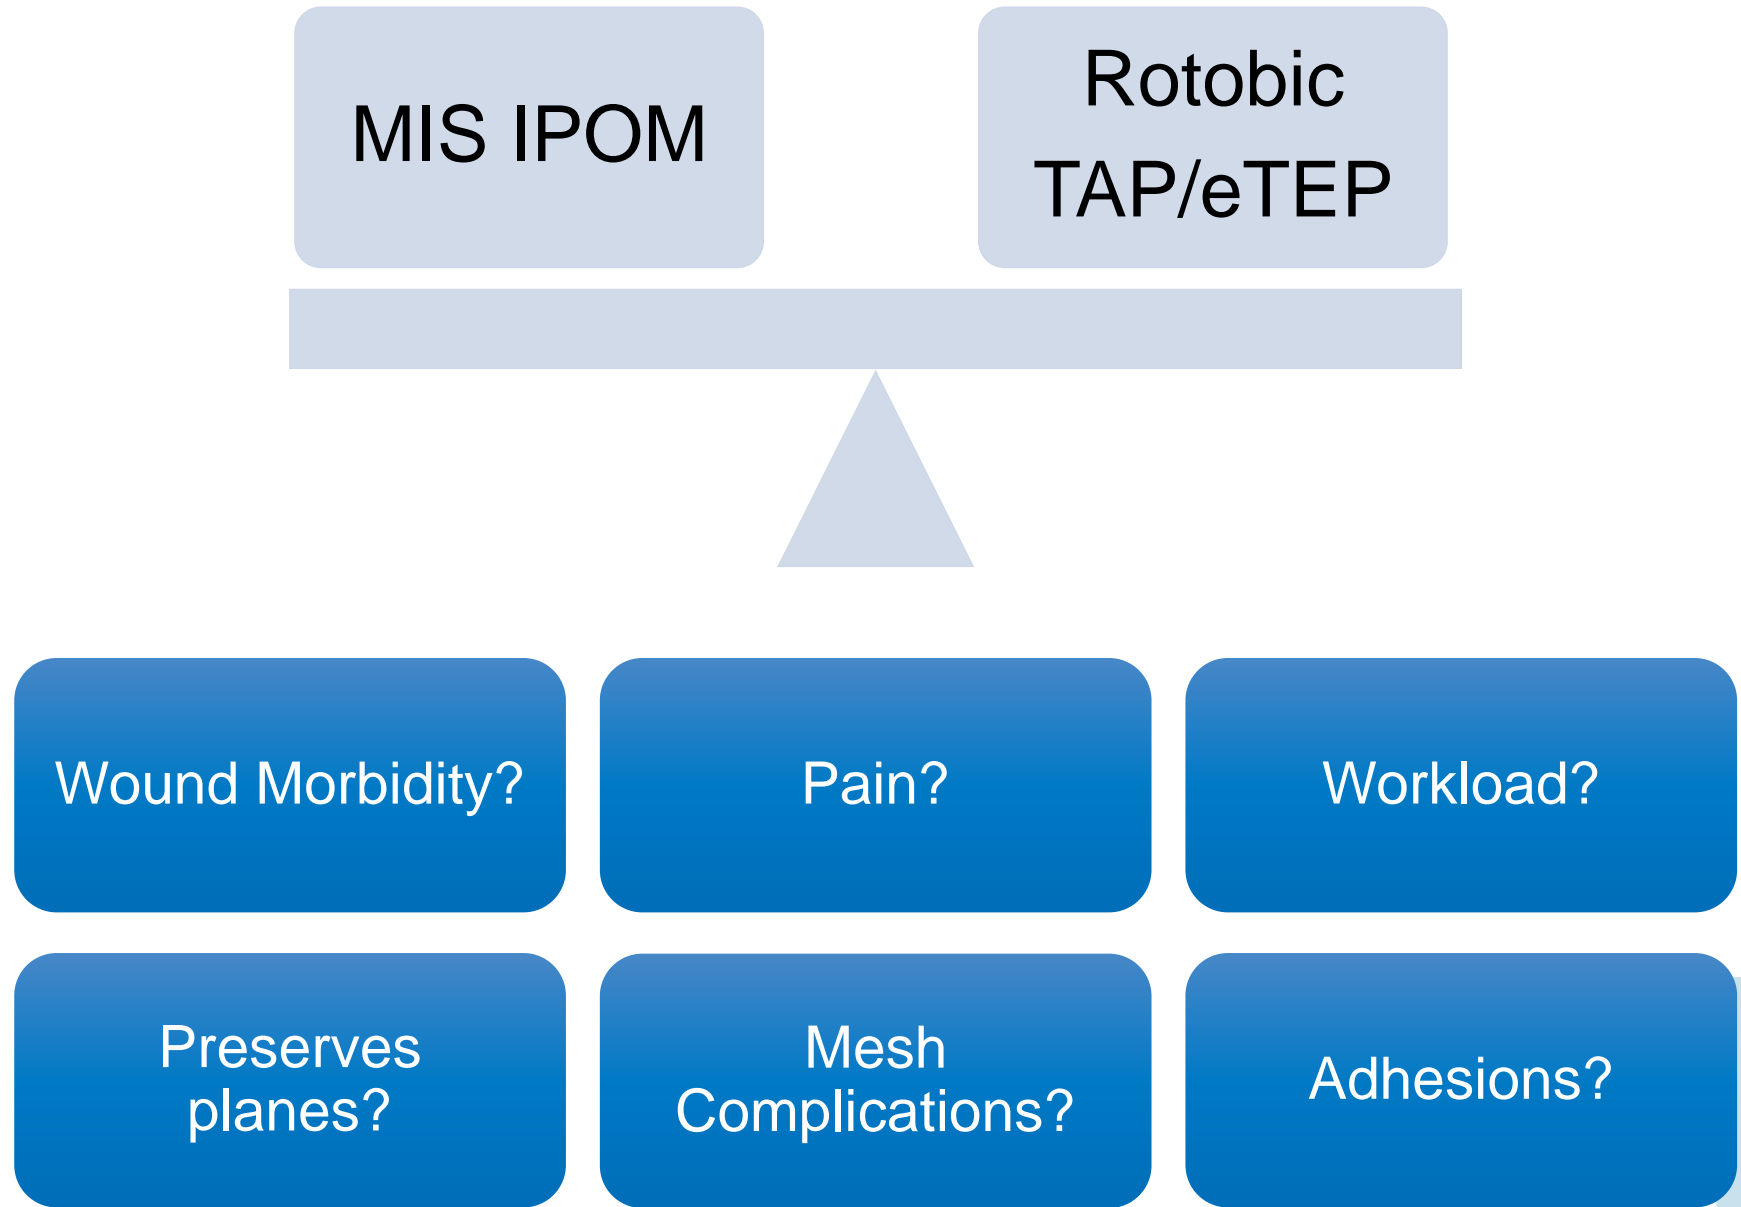 MIS IPOM
Rotobic
TAP/eTEP
Wound Morbidity?
Pain?
Workload?
Preserves
planes?
Mesh
Complications?
Adhesions?